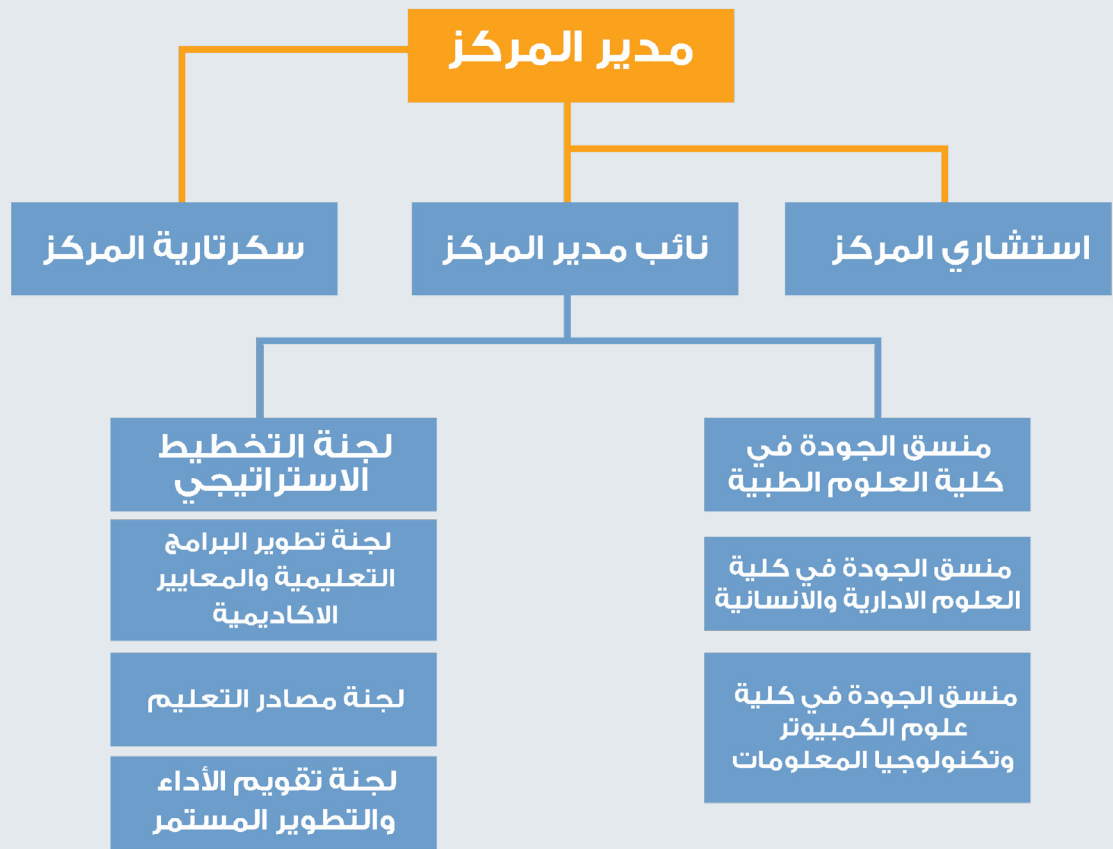 مدير المركز
استشاري المركز
نائب مدير المركز
سكرتارية المركز
منسق الجودة في
كلية العلوم الطبية
منسق الجودة في كلية
العلوم الادارية والانسانية
منسق الجودة في كلية
علوم الكمبيوتر
وتكنولوجيا المعلومات
لجنة التخطيط
الاستراتيجي
لجنة تطوير البرامج
التعليمية والمعايير
الاكاديمية
لجنة مصادر التعليم
لجنة تقويم الأداء
والتطوير المستمر